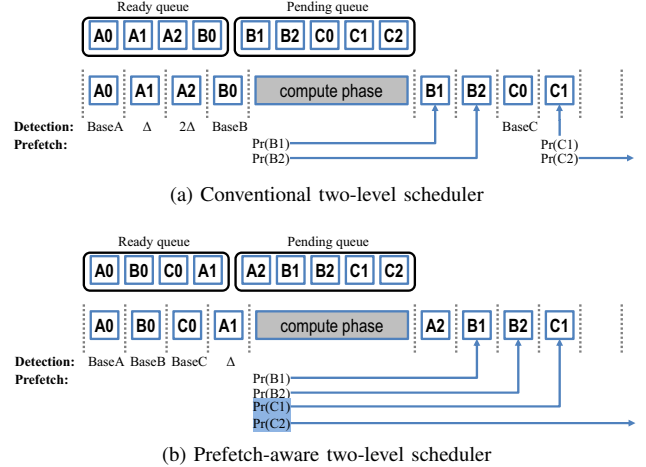 Ready queue Pending queue
A0 A1 A2 B0 B1 B2 C0 C1 C2
A0 A1 A2 B0 compute phase B1 B2 C0 C1
Detection: BaseA Δ 2Δ BaseB BaseC
Prefetch: Pr(B1) Pr(C1)
Pr(B2) Pr(C2)
(a) Conventional two-level scheduler
Ready queue Pending queue
A0 B0 C0 A1 A2 B1 B2 C1 C2
A0 B0 C0 A1 compute phase A2 B1 B2 C1
Detection: BaseA BaseB BaseC Δ
Prefetch: Pr(B1)
Pr(B2)
Pr(C1)
Pr(C2)
(b) Prefetch-aware two-level scheduler